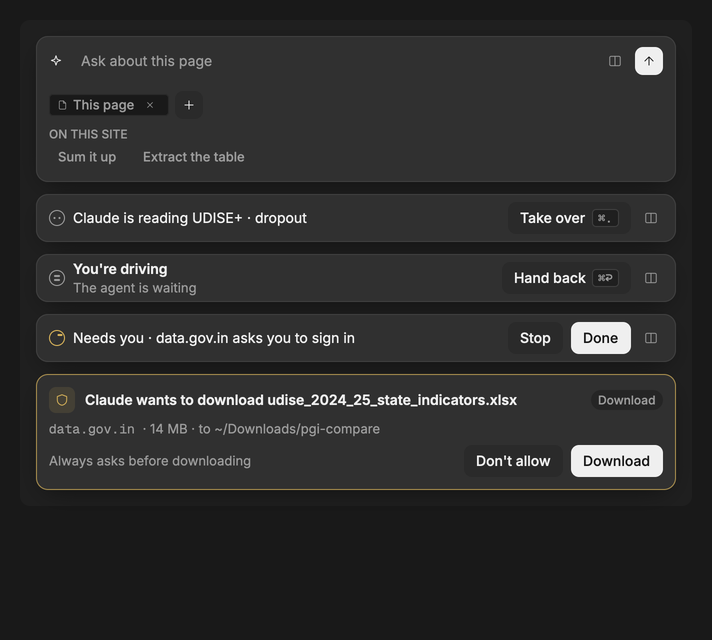 Ask about this page
This page ×
+
ON THIS SITE
Sum it up Extract the table
Claude is reading UDISE+ · dropout Take over ⌘.
You're driving Hand back ⌘↩
The agent is waiting
Needs you · data.gov.in asks you to sign in Stop Done
Claude wants to download udise_2024_25_state_indicators.xlsx Download
data.gov.in · 14 MB · to ~/Downloads/pgi-compare
Always asks before downloading Don't allow Download